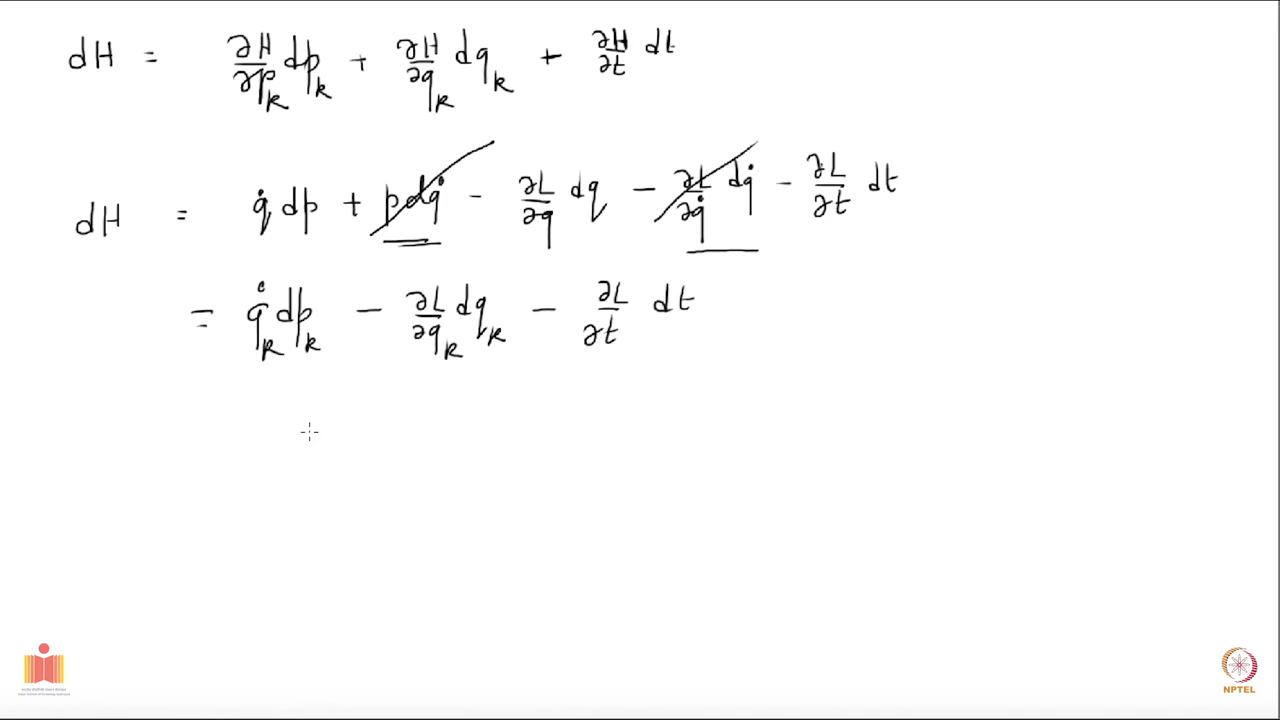 dH = ∂H/∂p_k dp_k + ∂H/∂q_k dq_k + ∂H/∂t dt
dH = q̇ dp + p dq̇ - ∂L/∂q dq - ∂L/∂q̇ dq̇ - ∂L/∂t dt
= q̇_k dp_k - ∂L/∂q_k dq_k - ∂L/∂t dt
NPTEL